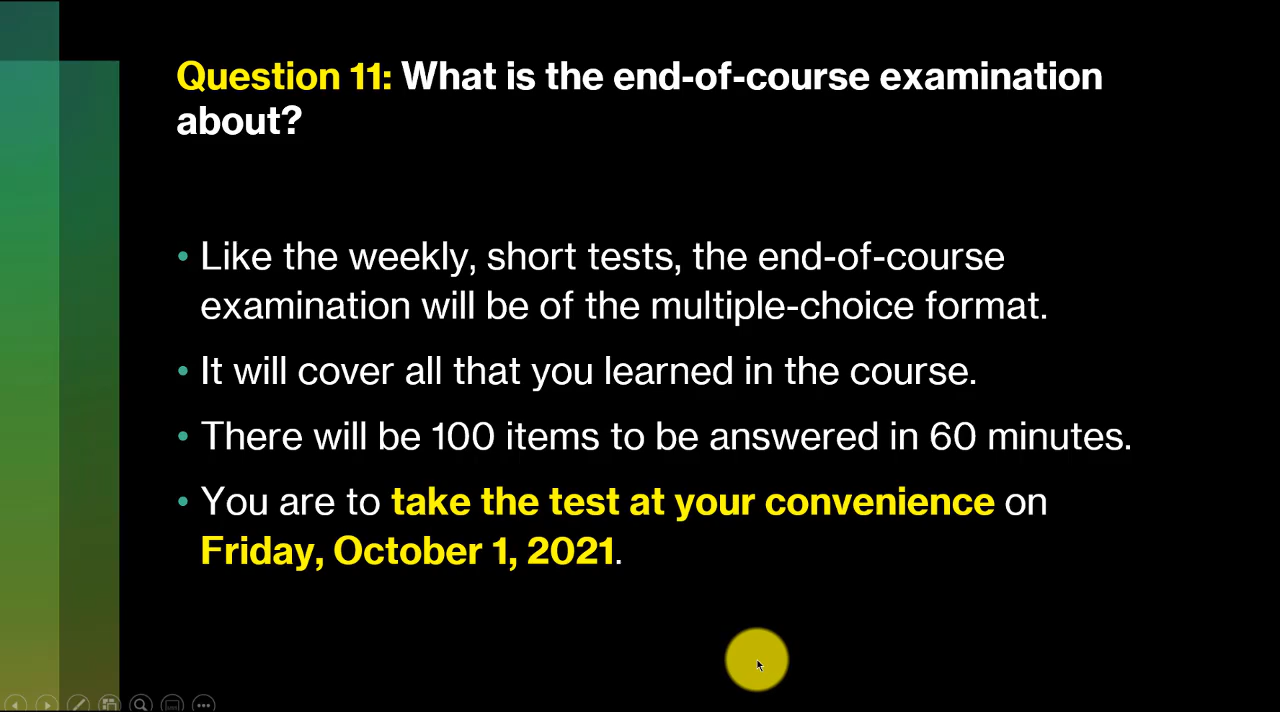 Question 11: What is the end-of-course examination
about?
• Like the weekly, short tests, the end-of-course
examination will be of the multiple-choice format.
• It will cover all that you learned in the course.
• There will be 100 items to be answered in 60 minutes.
• You are to take the test at your convenience on
Friday, October 1, 2021.